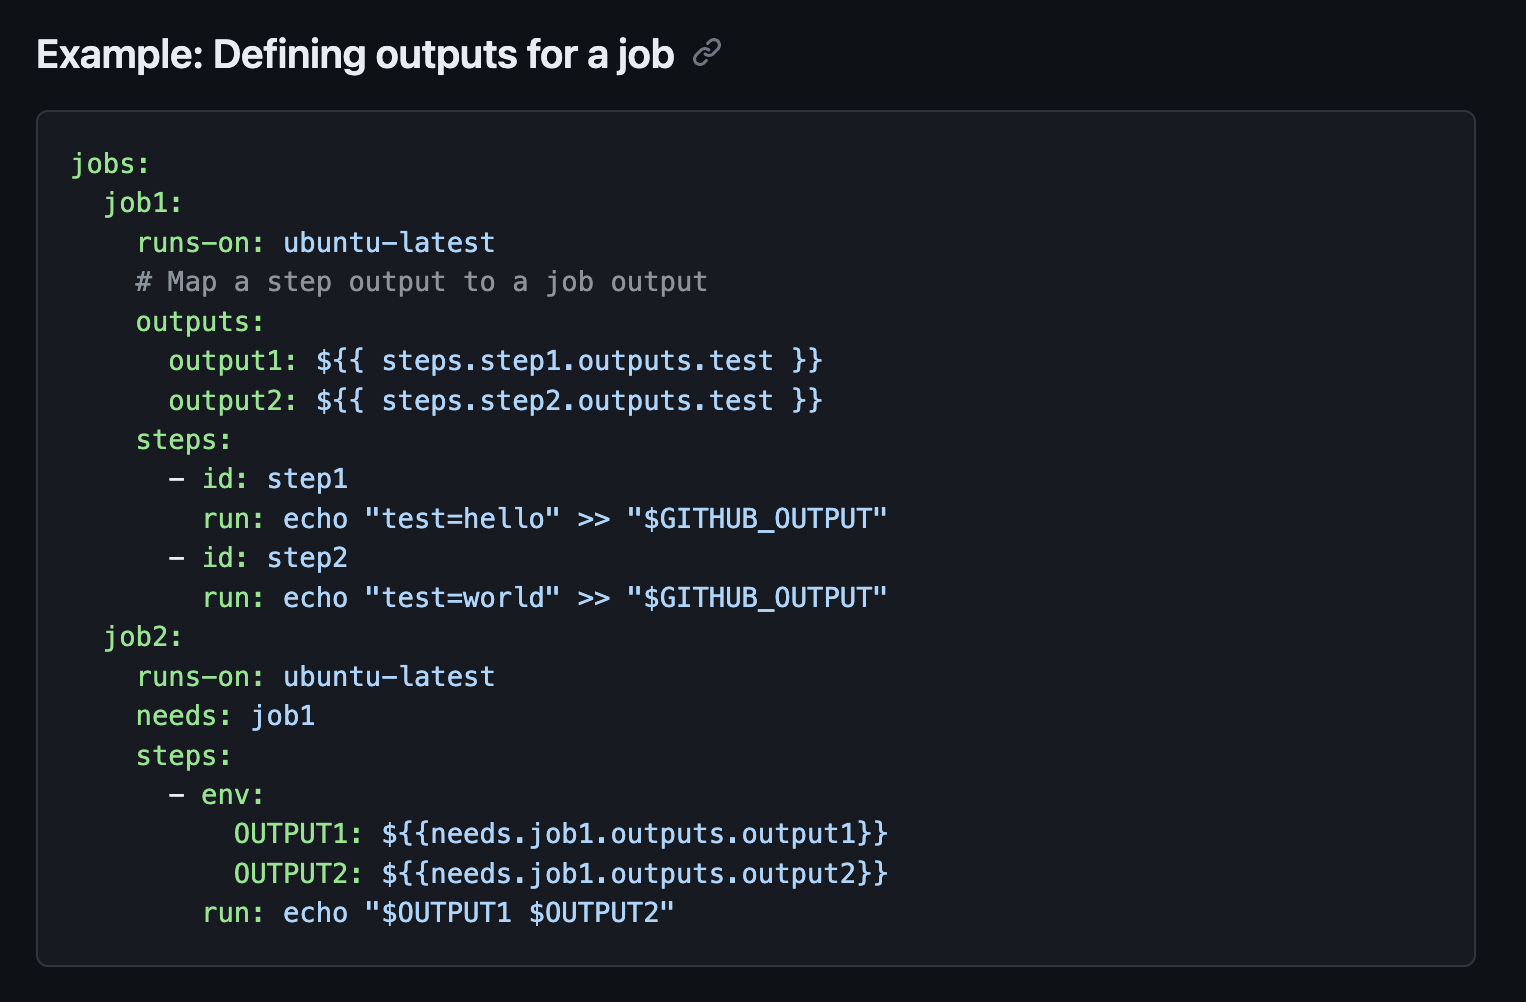 Example: Defining outputs for a job
jobs:
  job1:
    runs-on: ubuntu-latest
    # Map a step output to a job output
    outputs:
      output1: ${{ steps.step1.outputs.test }}
      output2: ${{ steps.step2.outputs.test }}
    steps:
      - id: step1
        run: echo "test=hello" >> "$GITHUB_OUTPUT"
      - id: step2
        run: echo "test=world" >> "$GITHUB_OUTPUT"
  job2:
    runs-on: ubuntu-latest
    needs: job1
    steps:
      - env:
          OUTPUT1: ${{needs.job1.outputs.output1}}
          OUTPUT2: ${{needs.job1.outputs.output2}}
        run: echo "$OUTPUT1 $OUTPUT2"